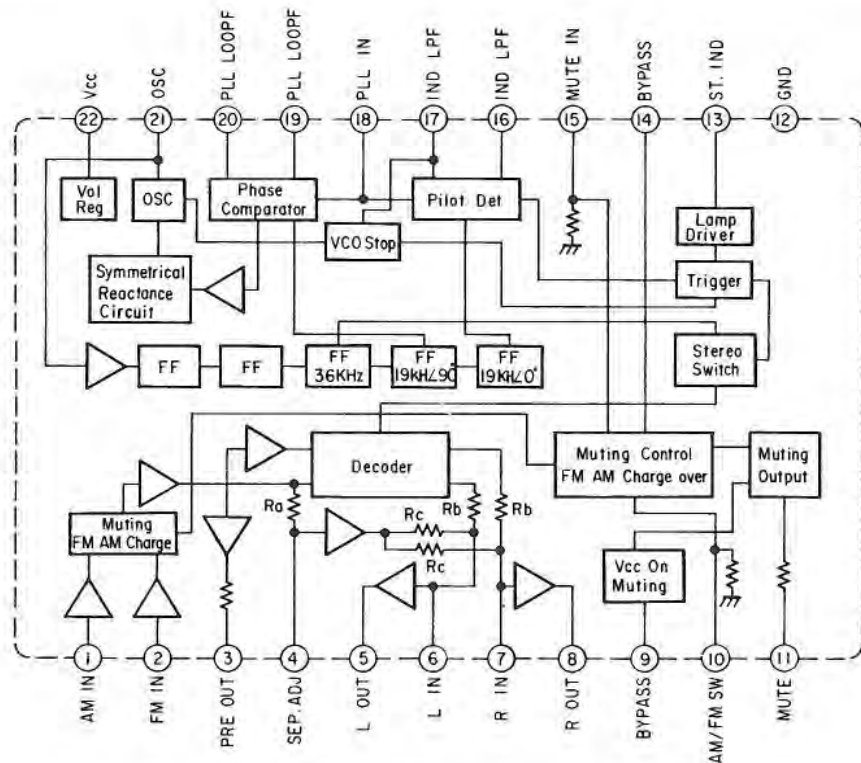 Vcc
OSC
PLL LOOPF
PLL LOOPF
PLL IN
IND LPF
IND LPF
MUTE IN
BYPASS
ST. IND
GND
22
21
20
19
18
17
16
15
14
13
12
Vol
Reg
OSC
Phase
Comparator
Pilot Det
VCO Stop
Lamp
Driver
Trigger
Symmetrical
Reactance
Circuit
Stereo
Switch
FF
FF
FF
36KHz
FF
19KH∠90
FF
19KH∠0°
Decoder
Muting Control
FM AM Charge over
Muting
Output
Muting
FM AM Charge
Ra
Rc
Rc
Rb
Rb
Vcc On
Muting
1
2
3
4
5
6
7
8
9
10
11
AM IN
FM IN
PRE OUT
SEP. ADJ
L OUT
L IN
R IN
R OUT
BYPASS
AM/FM SW
MUTE